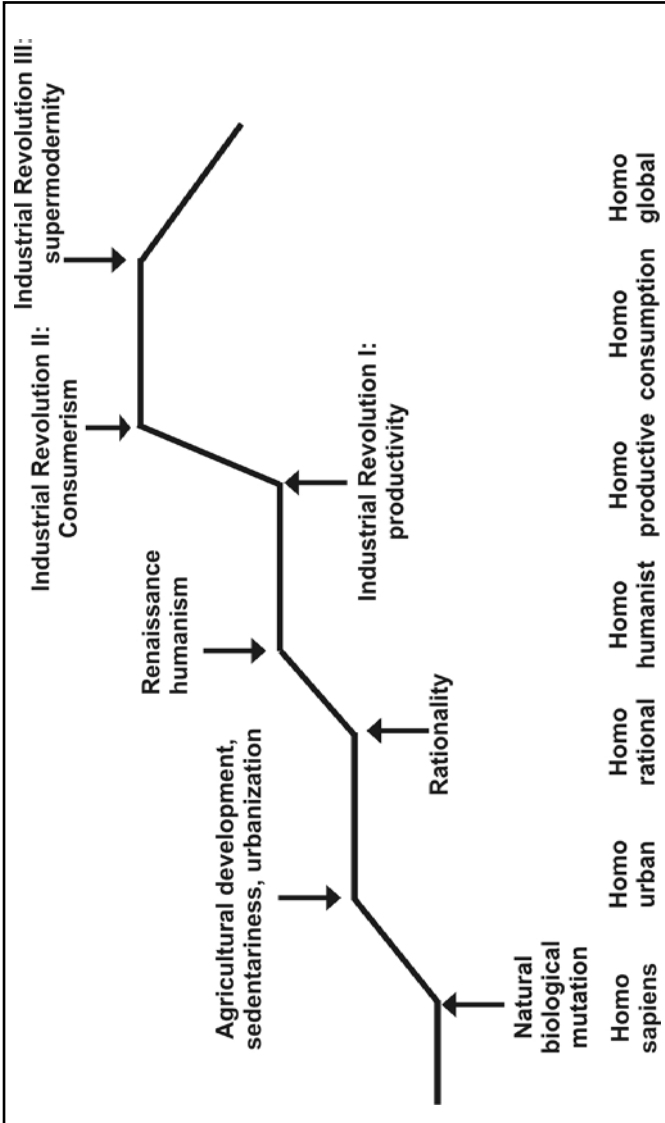 Industrial Revolution III:
supermodernity
Industrial Revolution II:
Consumerism
Renaissance
humanism
Agricultural development,
sedentariness, urbanization
Industrial Revolution I:
productivity
Rationality
Natural
biological
mutation
Homo Homo Homo Homo Homo Homo Homo
sapiens urban rational humanist productive consumption global